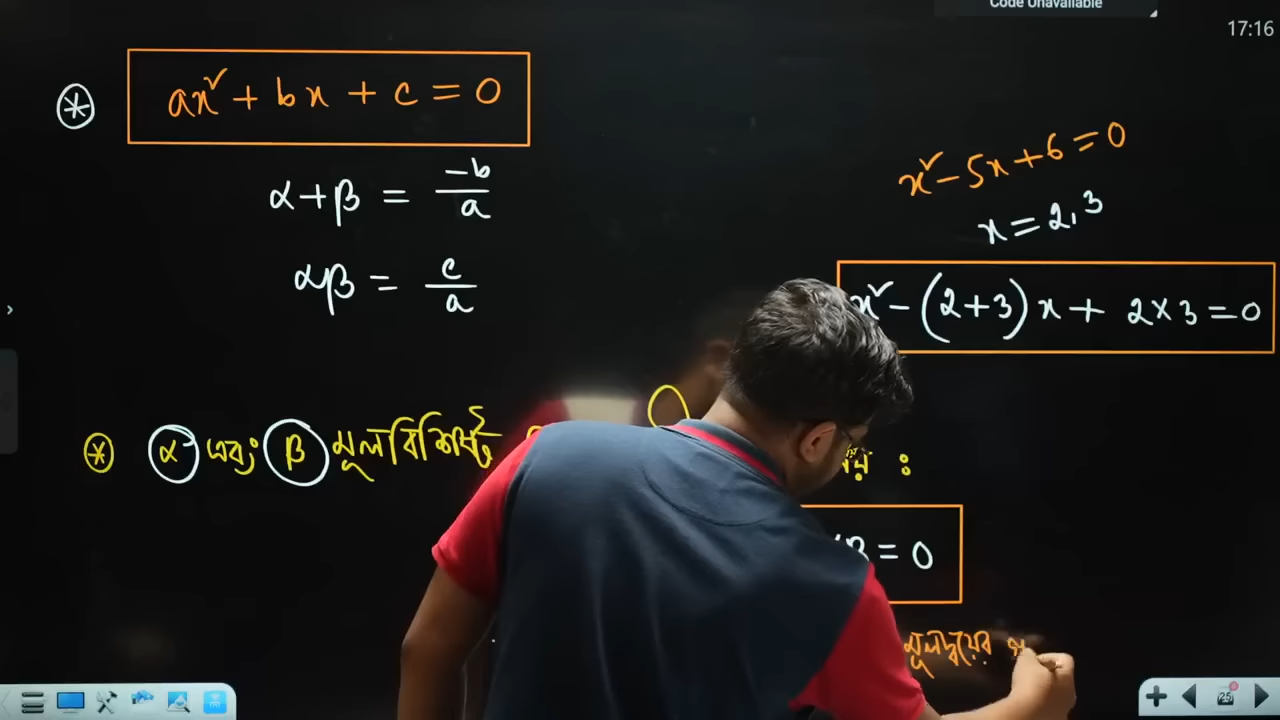 Code Unavailable
17:16
ax² + bx + c = 0
α+β = -b/a
αβ = c/a
x² - 5x + 6 = 0
x = 2, 3
x² - (2+3) x + 2×3 = 0
α এবং β মূলবিশিষ্ট
:
β = 0
মূলদ্বয়ের
25